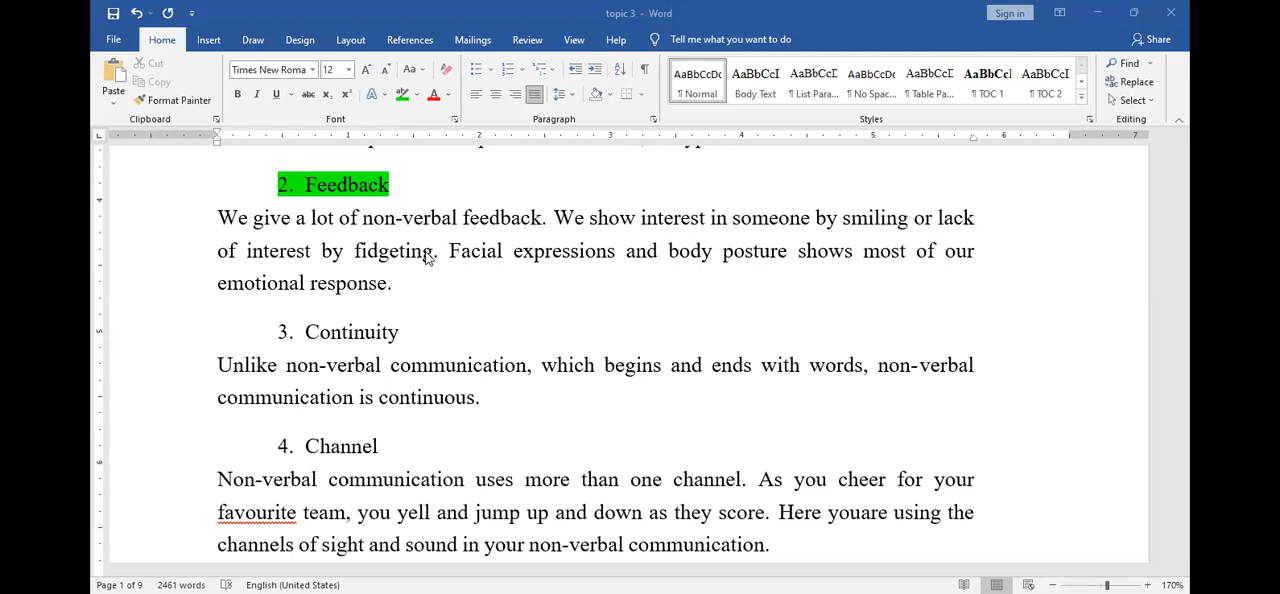 topic 3 - Word
Sign in
File Home Insert Draw Design Layout References Mailings Review View Help Tell me what you want to do Share
Paste
Cut
Copy
Format Painter
Clipboard
Times New Roma 12
Font
Paragraph
AaBbCcDc AaBbCcI AaBbCcI AaBbCcDc AaBbCcI AaBbCcI AaBbCcI
¶ Normal Body Text ¶ List Para... ¶ No Spac... ¶ Table Pa... ¶ TOC 1 ¶ TOC 2
Styles
Find
Replace
Select
Editing
1 2 3 4 5 6 7
2. Feedback
We give a lot of non-verbal feedback. We show interest in someone by smiling or lack
of interest by fidgeting. Facial expressions and body posture shows most of our
emotional response.
3. Continuity
Unlike non-verbal communication, which begins and ends with words, non-verbal
communication is continuous.
4. Channel
Non-verbal communication uses more than one channel. As you cheer for your
favourite team, you yell and jump up and down as they score. Here youare using the
channels of sight and sound in your non-verbal communication.
Page 1 of 9 2461 words English (United States) 170%